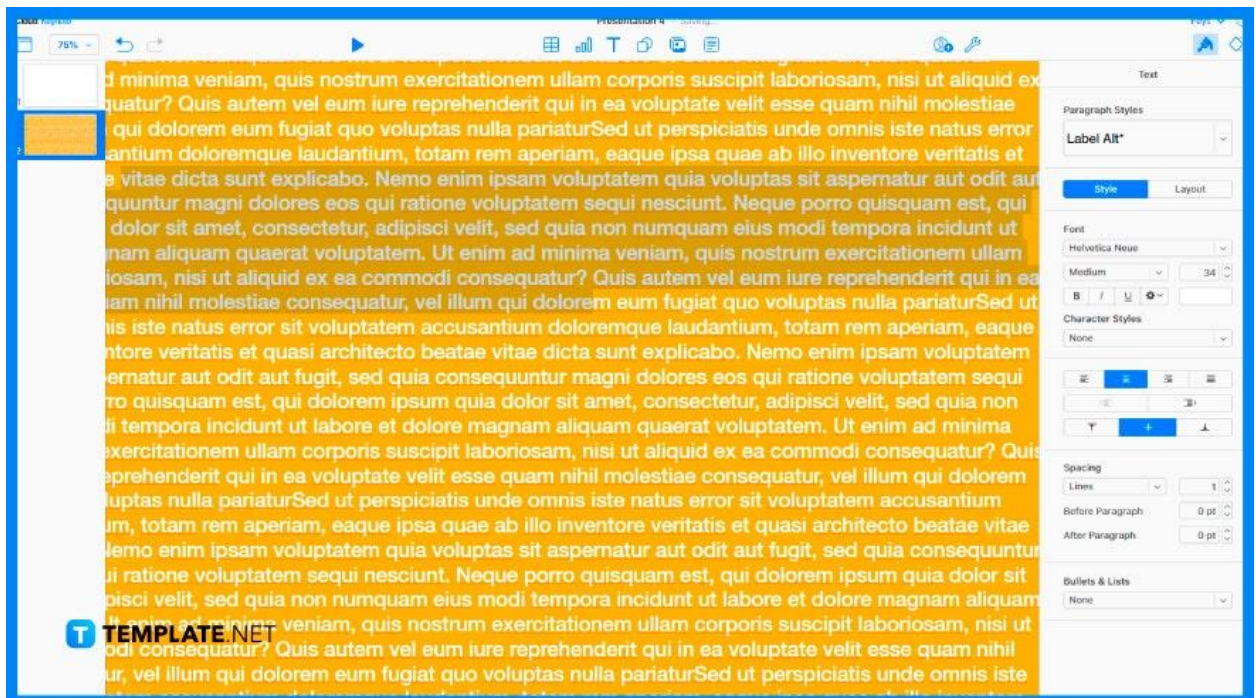 iCloud Keynote
Presentation 4
Saving...
75%
1
2
d minima veniam, quis nostrum exercitationem ullam corporis suscipit laboriosam, nisi ut aliquid ex
quatur? Quis autem vel eum iure reprehenderit qui in ea voluptate velit esse quam nihil molestiae
qui dolorem eum fugiat quo voluptas nulla pariaturSed ut perspiciatis unde omnis iste natus error
santium doloremque laudantium, totam rem aperiam, eaque ipsa quae ab illo inventore veritatis et
e vitae dicta sunt explicabo. Nemo enim ipsam voluptatem quia voluptas sit aspernatur aut odit aut
quuntur magni dolores eos qui ratione voluptatem sequi nesciunt. Neque porro quisquam est, qui
dolor sit amet, consectetur, adipisci velit, sed quia non numquam eius modi tempora incidunt ut
nam aliquam quaerat voluptatem. Ut enim ad minima veniam, quis nostrum exercitationem ullam
iosam, nisi ut aliquid ex ea commodi consequatur? Quis autem vel eum iure reprehenderit qui in ea
uam nihil molestiae consequatur, vel illum qui dolorem eum fugiat quo voluptas nulla pariaturSed ut
nis iste natus error sit voluptatem accusantium doloremque laudantium, totam rem aperiam, eaque
ntore veritatis et quasi architecto beatae vitae dicta sunt explicabo. Nemo enim ipsam voluptatem
ernatur aut odit aut fugit, sed quia consequuntur magni dolores eos qui ratione voluptatem sequi
ro quisquam est, qui dolorem ipsum quia dolor sit amet, consectetur, adipisci velit, sed quia non
di tempora incidunt ut labore et dolore magnam aliquam quaerat voluptatem. Ut enim ad minima
exercitationem ullam corporis suscipit laboriosam, nisi ut aliquid ex ea commodi consequatur? Quis
eprehenderit qui in ea voluptate velit esse quam nihil molestiae consequatur, vel illum qui dolorem
luptas nulla pariaturSed ut perspiciatis unde omnis iste natus error sit voluptatem accusantium
um, totam rem aperiam, eaque ipsa quae ab illo inventore veritatis et quasi architecto beatae vitae
Nemo enim ipsam voluptatem quia voluptas sit aspernatur aut odit aut fugit, sed quia consequuntur
ui ratione voluptatem sequi nesciunt. Neque porro quisquam est, qui dolorem ipsum quia dolor sit
pisci velit, sed quia non numquam eius modi tempora incidunt ut labore et dolore magnam aliquam
veniam, quis nostrum exercitationem ullam corporis suscipit laboriosam, nisi ut
odi consequatur? Quis autem vel eum iure reprehenderit qui in ea voluptate velit esse quam nihil
ur, vel illum qui dolorem eum fugiat quo voluptas nulla pariaturSed ut perspiciatis unde omnis iste
T TEMPLATE.NET
Text
Paragraph Styles
Label Alt*
Style Layout
Font
Helvetica Neue
Medium 34
B I U
Character Styles
None
Spacing
Lines 1
Before Paragraph 0 pt
After Paragraph 0 pt
Bullets & Lists
None